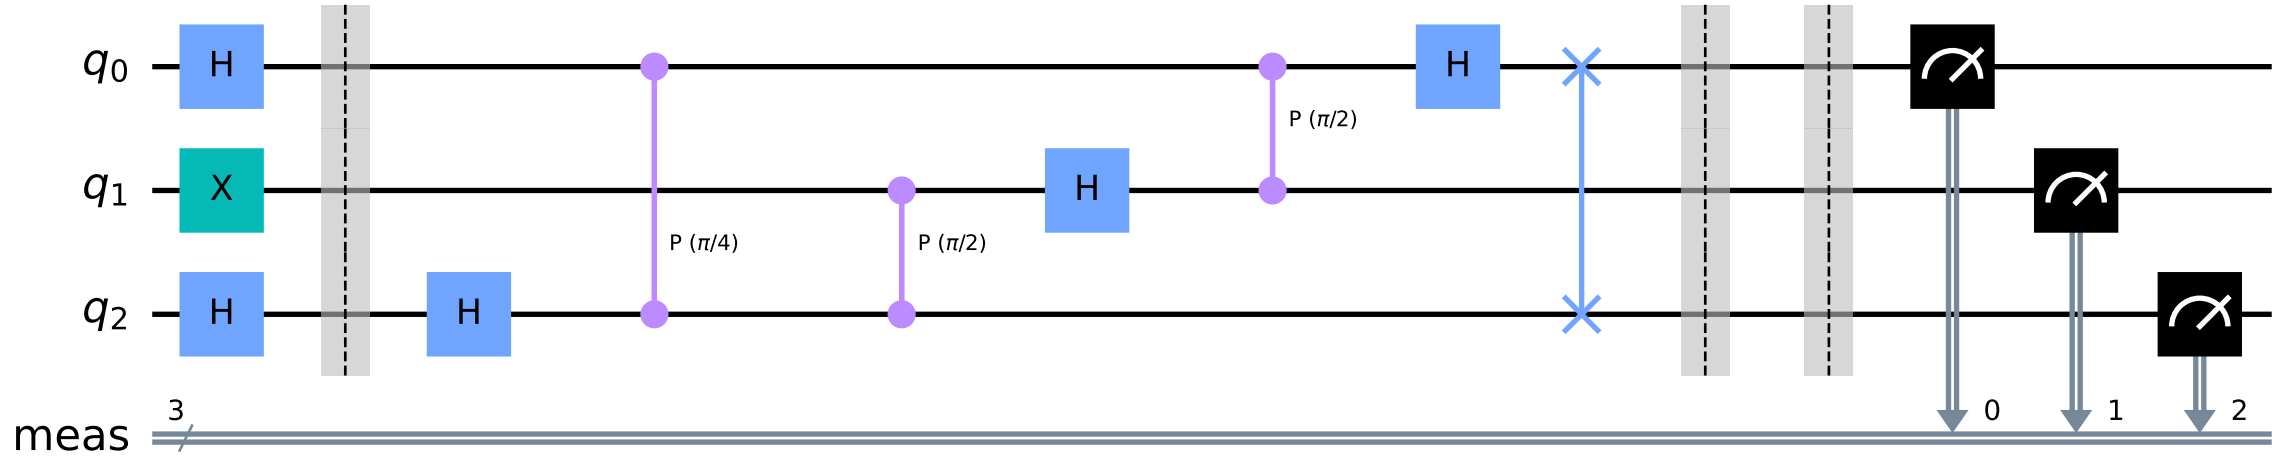 q0 H H
P (π/2)
q1 X H
P (π/4) P (π/2)
q2 H H
3 0 1 2
meas